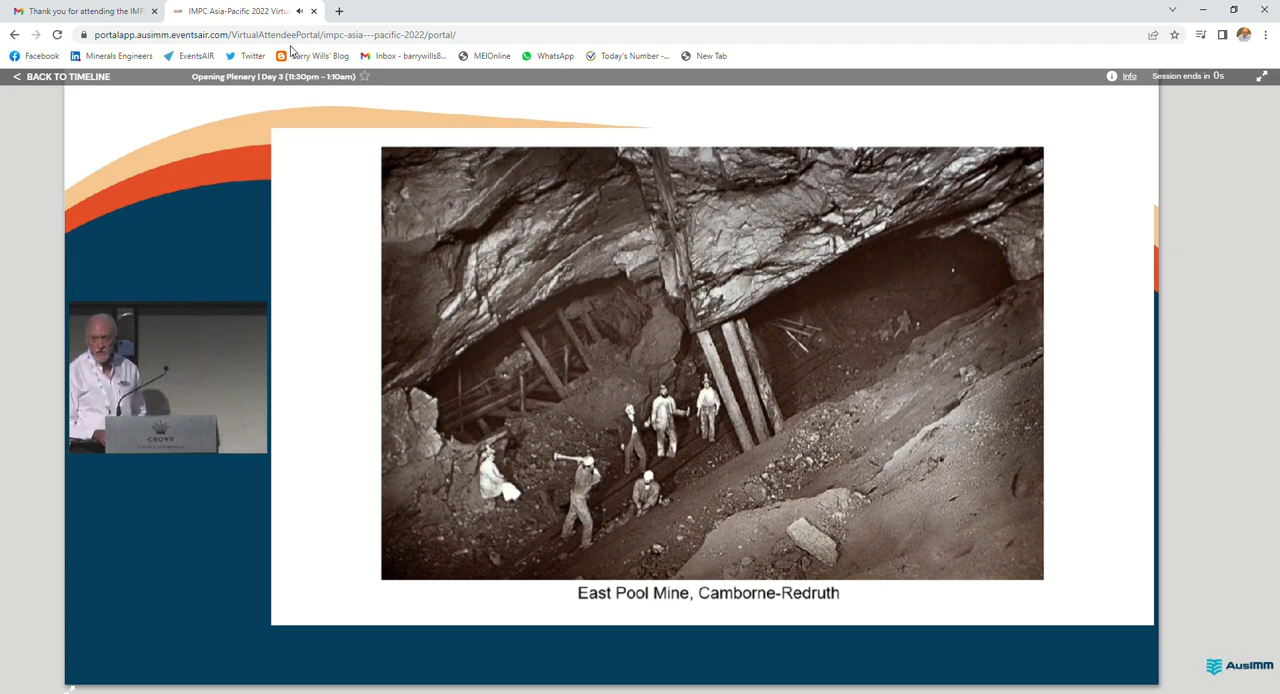 Thank you for attending the IMP
IMPC Asia-Pacific 2022 Virtu
portalapp.ausimm.eventsair.com/VirtualAttendeePortal/impc-asia---pacific-2022/portal/
Facebook
Minerals Engineers
EventsAIR
Twitter
Barry Wills' Blog
Inbox - barrywills8...
MEIOnline
WhatsApp
Today's Number -...
New Tab
< BACK TO TIMELINE
Opening Plenary | Day 3 (11:30pm - 1:10am)
Info
Session ends in 0s
CROWN
East Pool Mine, Camborne-Redruth
AusIMM